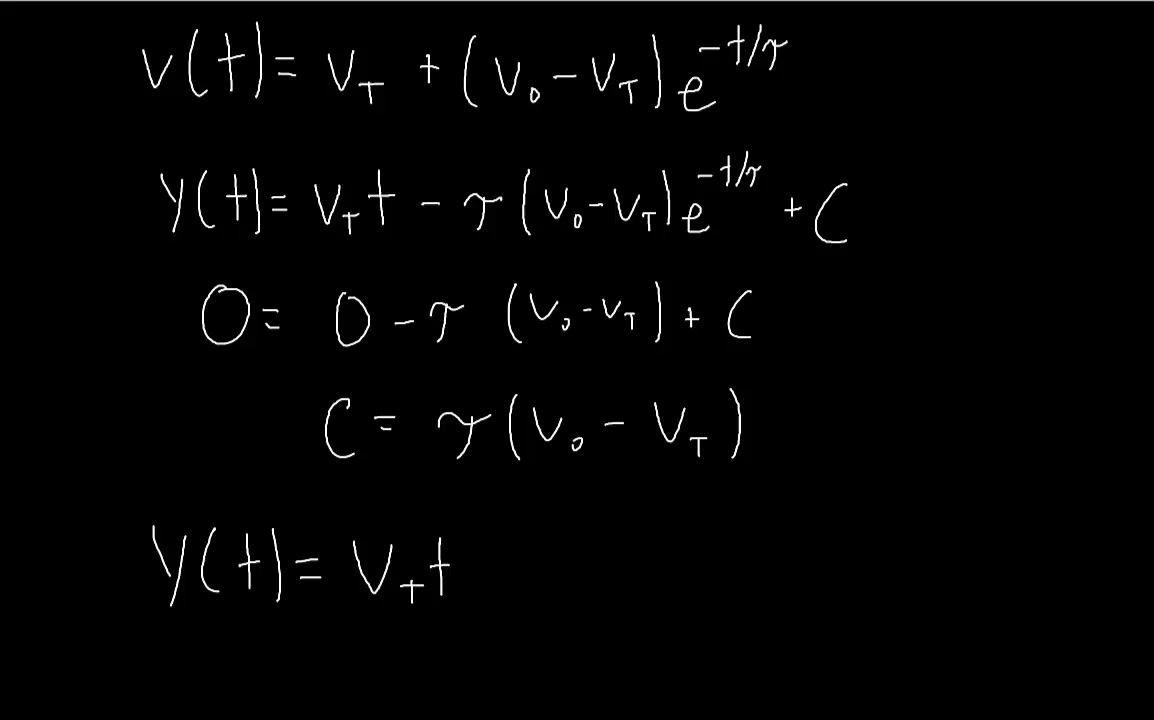 v(t) = v_T + (v_0 - v_T) e^{-t/τ}
y(t) = v_T t - τ (v_0 - v_T) e^{-t/τ} + C
0 = 0 - τ (v_0 - v_T) + C
C = τ (v_0 - v_T)
y(t) = v_T t